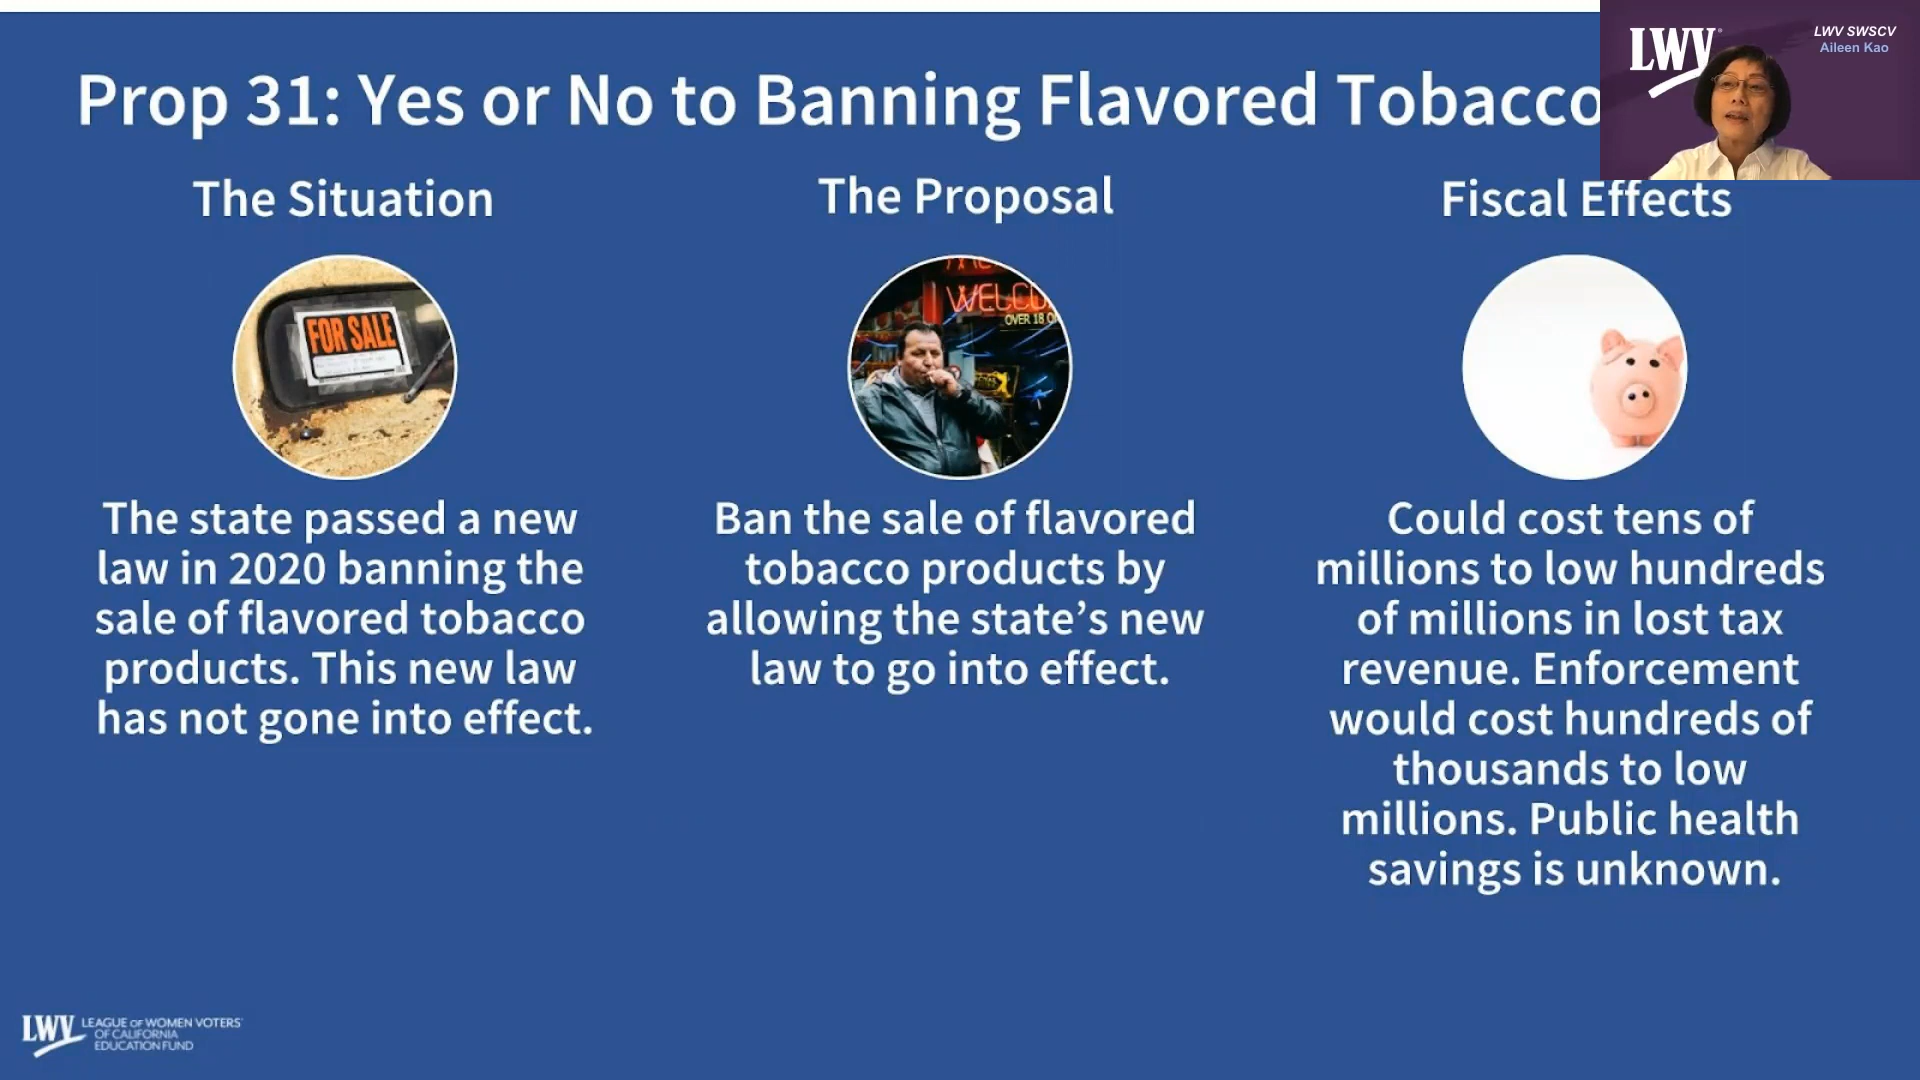 Prop 31: Yes or No to Banning Flavored Tobacco
LWV
LWV SWSCV
Aileen Kao
The Situation
FOR SALE
The state passed a new
law in 2020 banning the
sale of flavored tobacco
products. This new law
has not gone into effect.
The Proposal
WELCO
OVER 18 O
Ban the sale of flavored
tobacco products by
allowing the state’s new
law to go into effect.
Fiscal Effects
Could cost tens of
millions to low hundreds
of millions in lost tax
revenue. Enforcement
would cost hundreds of
thousands to low
millions. Public health
savings is unknown.
LWV
LEAGUE OF WOMEN VOTERS®
OF CALIFORNIA
EDUCATION FUND